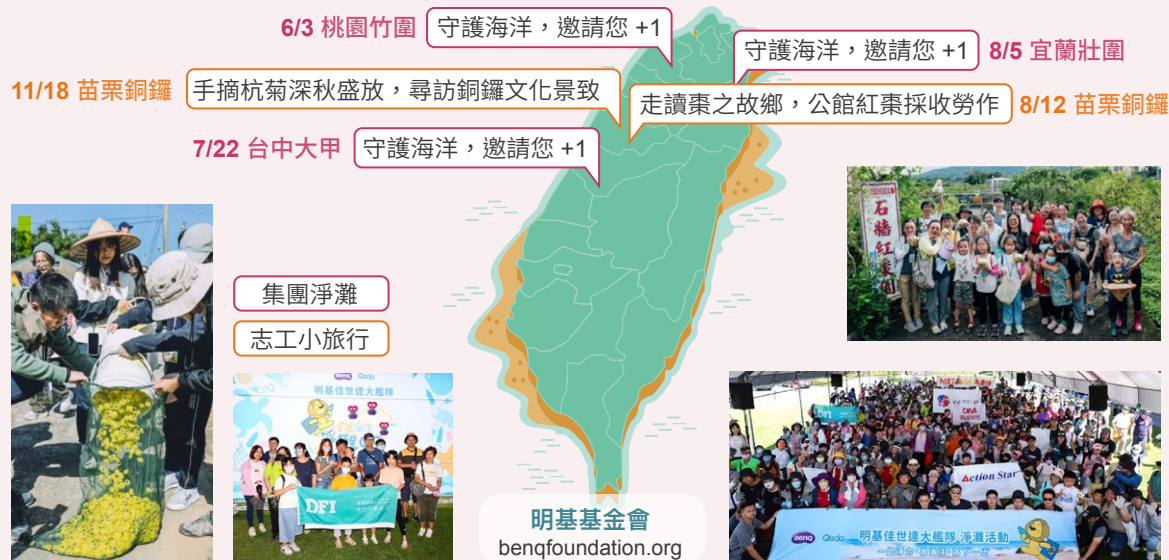 6/3 桃園竹圍 守護海洋，邀請您 +1
守護海洋，邀請您 +1 8/5 宜蘭壯圍
11/18 苗栗銅鑼 手摘杭菊深秋盛放，尋訪銅鑼文化景致
走讀棗之故鄉，公館紅棗採收勞作 8/12 苗栗銅鑼
7/22 台中大甲 守護海洋，邀請您 +1
石牆紅棗
集團淨灘
志工小旅行
BenQ Qisda
明基佳世達大艦隊
DFI
DFI
Action Star
BenQ Qisda 明基佳世達大艦隊 淨灘活動
明基基金會
benqfoundation.org